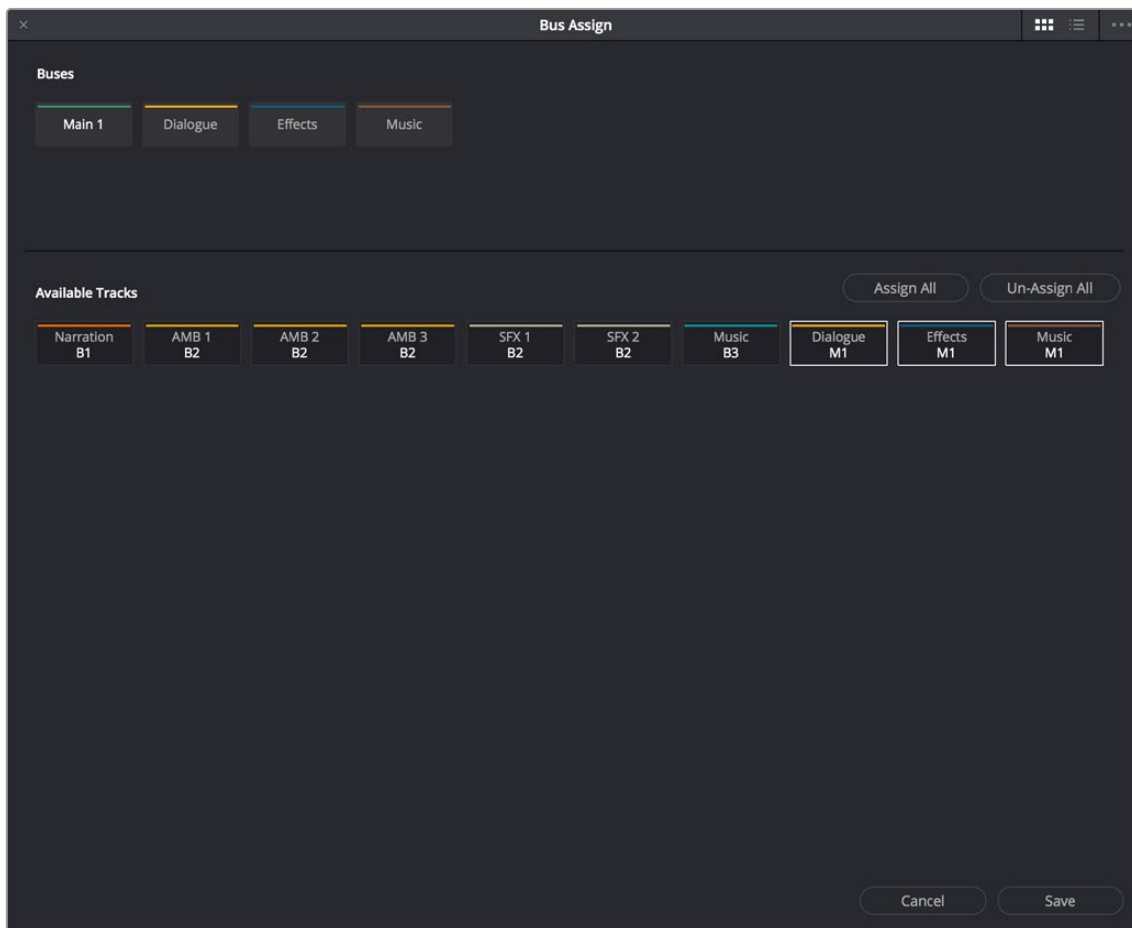 Bus Assign
Buses
Main 1 Dialogue Effects Music
Available Tracks Assign All Un-Assign All
Narration AMB 1 AMB 2 AMB 3 SFX 1 SFX 2 Music Dialogue Effects Music
B1 B2 B2 B2 B2 B2 B3 M1 M1 M1
Cancel Save